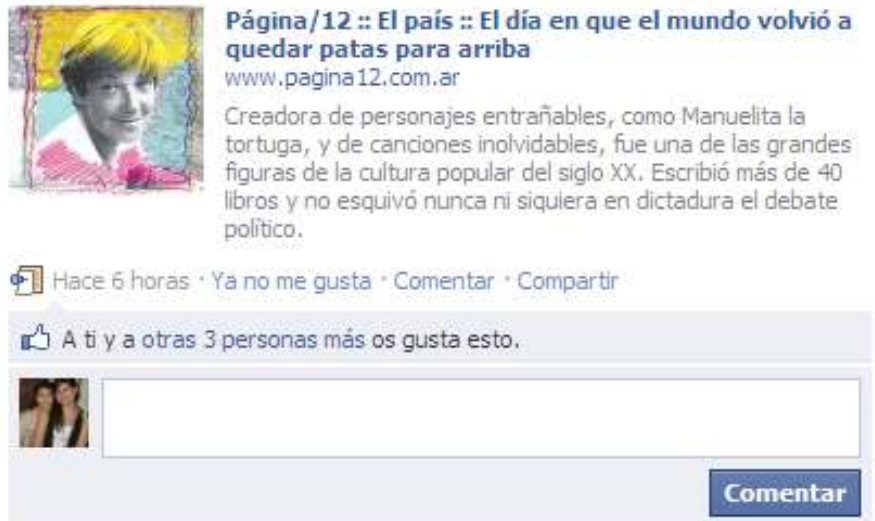 Página/12 :: El país :: El día en que el mundo volvió a
quedar patas para arriba
www.pagina12.com.ar
Creadora de personajes entrañables, como Manuelita la
tortuga, y de canciones inolvidables, fue una de las grandes
figuras de la cultura popular del siglo XX. Escribió más de 40
libros y no esquivó nunca ni siquiera en dictadura el debate
político.
Hace 6 horas · Ya no me gusta · Comentar · Compartir
A ti y a otras 3 personas más os gusta esto.
Comentar